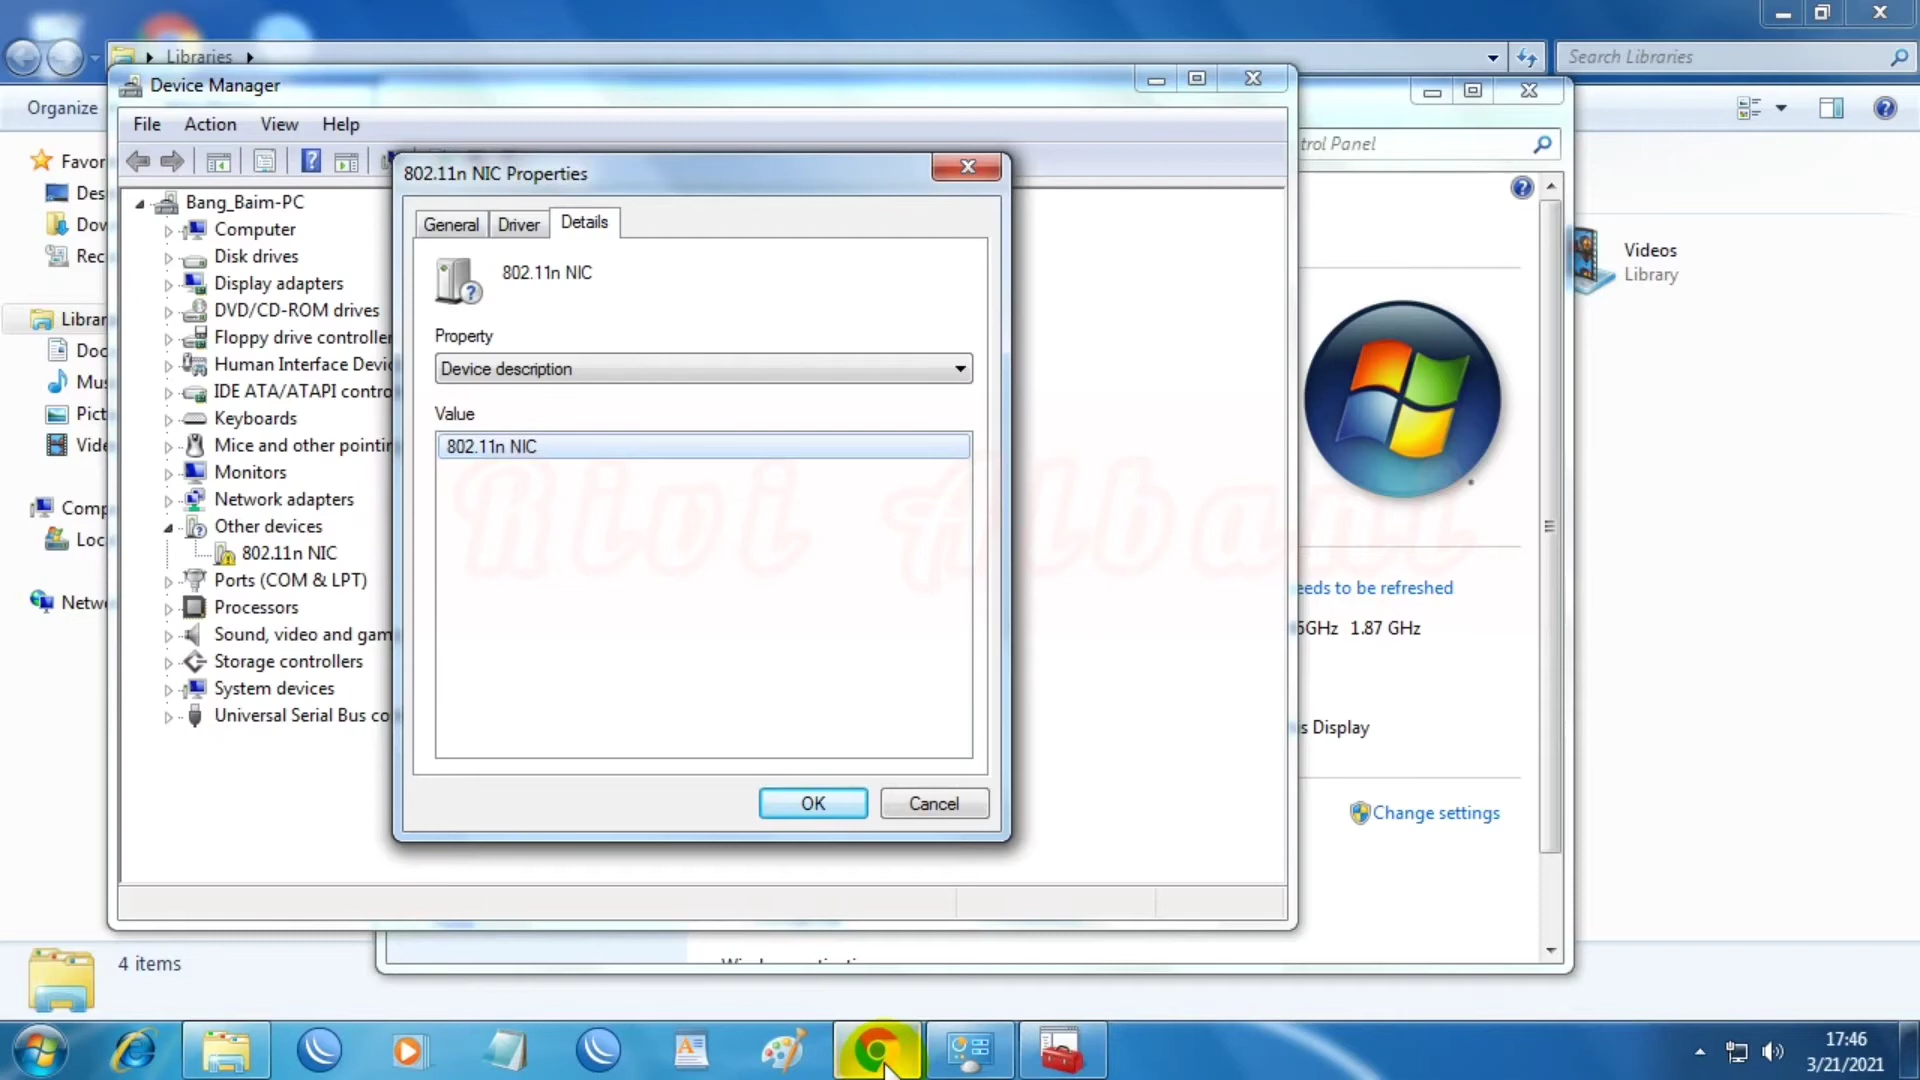 Libraries
Search Libraries
Device Manager
Organize
File Action View Help
trol Panel
Favor
Des
Dow
Rec
Librar
Doc
Mus
Pict
Vide
Comp
Loc
Netwo
Bang_Baim-PC
Computer
Disk drives
Display adapters
DVD/CD-ROM drives
Floppy drive controller
Human Interface Devic
IDE ATA/ATAPI contro
Keyboards
Mice and other pointin
Monitors
Network adapters
Other devices
802.11n NIC
Ports (COM & LPT)
Processors
Sound, video and gam
Storage controllers
System devices
Universal Serial Bus co
802.11n NIC Properties
General Driver Details
802.11n NIC
Property
Device description
Value
802.11n NIC
Rivi Albani
OK Cancel
Videos
Library
eeds to be refreshed
5GHz 1.87 GHz
s Display
Change settings
4 items
17:46
3/21/2021